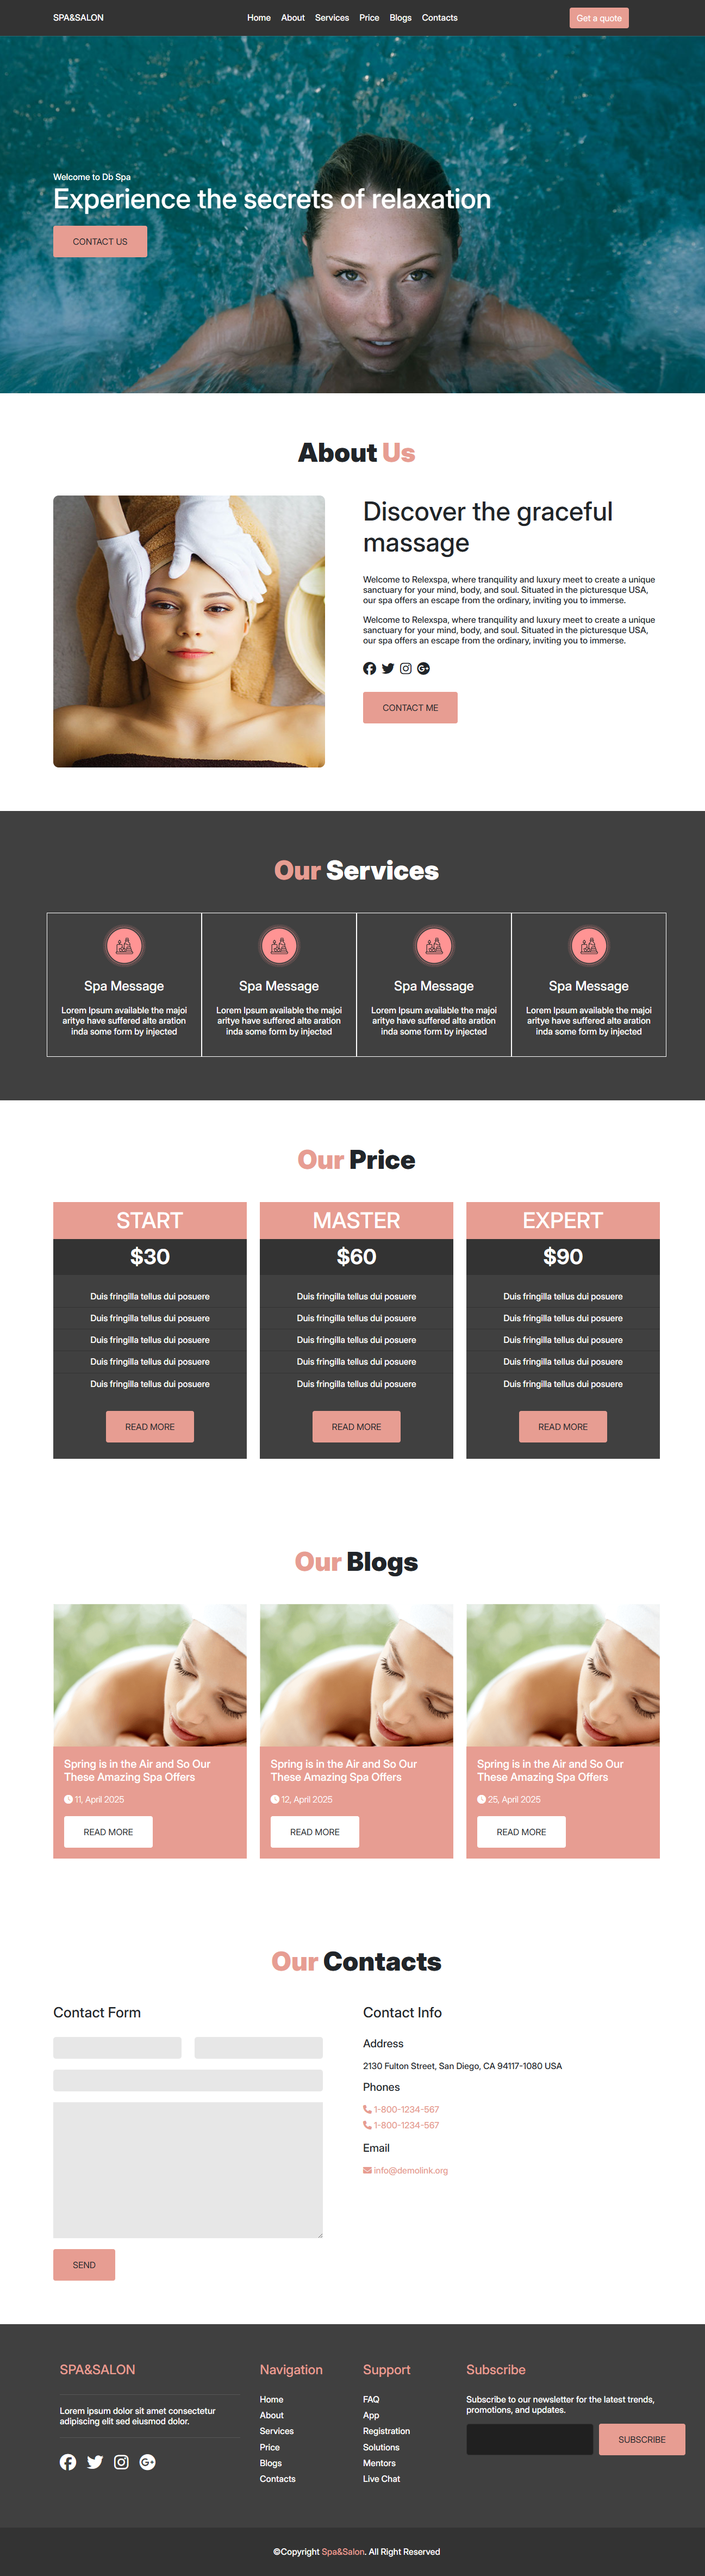 SPA&SALON
Home About Services Price Blogs Contacts
Get a quote
Welcome to Db Spa
Experience the secrets of relaxation
CONTACT US
About Us
Discover the graceful
massage
Welcome to Relexspa, where tranquility and luxury meet to create a unique
sanctuary for your mind, body, and soul. Situated in the picturesque USA,
our spa offers an escape from the ordinary, inviting you to immerse.
Welcome to Relexspa, where tranquility and luxury meet to create a unique
sanctuary for your mind, body, and soul. Situated in the picturesque USA,
our spa offers an escape from the ordinary, inviting you to immerse.
CONTACT ME
Our Services
Spa Message
Lorem Ipsum available the majoi
aritye have suffered alte aration
inda some form by injected
Spa Message
Lorem Ipsum available the majoi
aritye have suffered alte aration
inda some form by injected
Spa Message
Lorem Ipsum available the majoi
aritye have suffered alte aration
inda some form by injected
Spa Message
Lorem Ipsum available the majoi
aritye have suffered alte aration
inda some form by injected
Our Price
START
$30
Duis fringilla tellus dui posuere
Duis fringilla tellus dui posuere
Duis fringilla tellus dui posuere
Duis fringilla tellus dui posuere
Duis fringilla tellus dui posuere
READ MORE
MASTER
$60
Duis fringilla tellus dui posuere
Duis fringilla tellus dui posuere
Duis fringilla tellus dui posuere
Duis fringilla tellus dui posuere
Duis fringilla tellus dui posuere
READ MORE
EXPERT
$90
Duis fringilla tellus dui posuere
Duis fringilla tellus dui posuere
Duis fringilla tellus dui posuere
Duis fringilla tellus dui posuere
Duis fringilla tellus dui posuere
READ MORE
Our Blogs
Spring is in the Air and So Our
These Amazing Spa Offers
11, April 2025
READ MORE
Spring is in the Air and So Our
These Amazing Spa Offers
12, April 2025
READ MORE
Spring is in the Air and So Our
These Amazing Spa Offers
25, April 2025
READ MORE
Our Contacts
Contact Form
SEND
Contact Info
Address
2130 Fulton Street, San Diego, CA 94117-1080 USA
Phones
1-800-1234-567
1-800-1234-567
Email
info@demolink.org
SPA&SALON
Lorem ipsum dolor sit amet consectetur
adipiscing elit sed eiusmod dolor.
Navigation
Home
About
Services
Price
Blogs
Contacts
Support
FAQ
App
Registration
Solutions
Mentors
Live Chat
Subscribe
Subscribe to our newsletter for the latest trends,
promotions, and updates.
SUBSCRIBE
©Copyright Spa&Salon. All Right Reserved